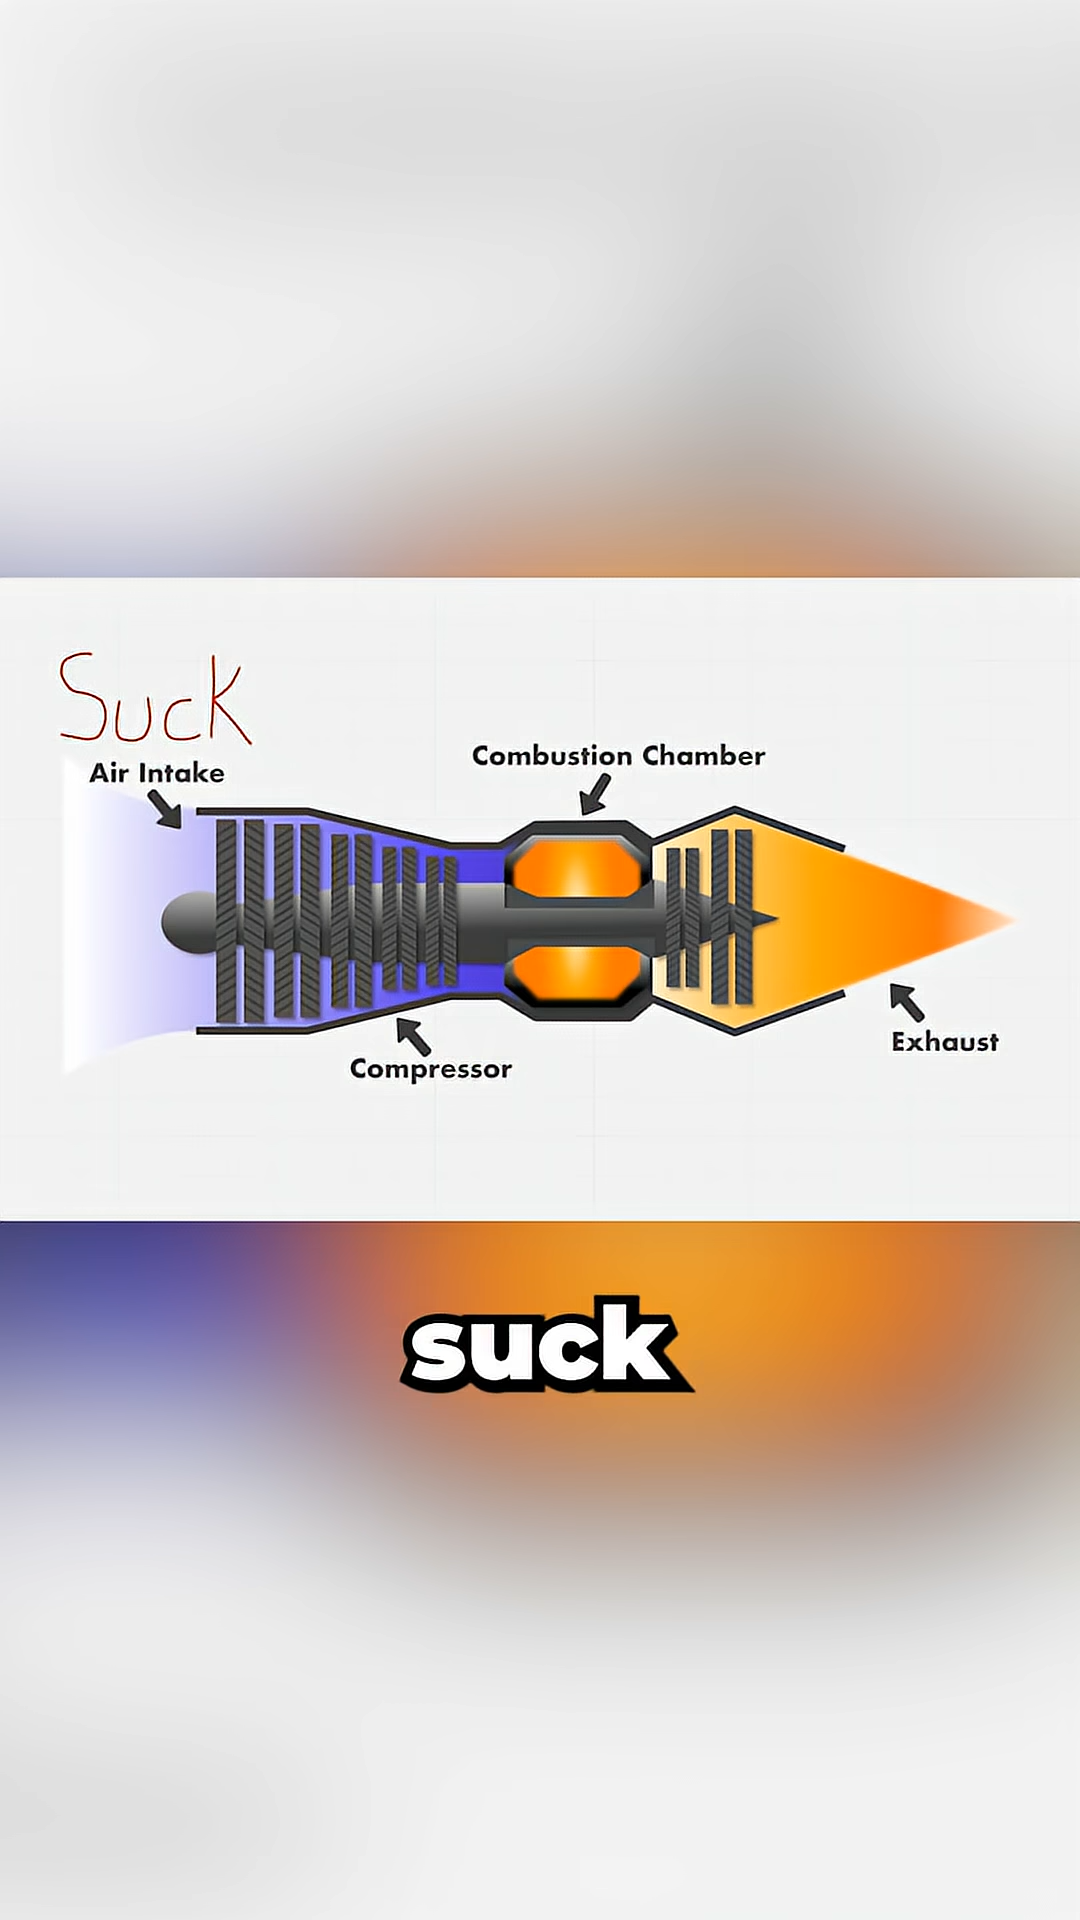 Suck
Air Intake
Combustion Chamber
Compressor
Exhaust
suck